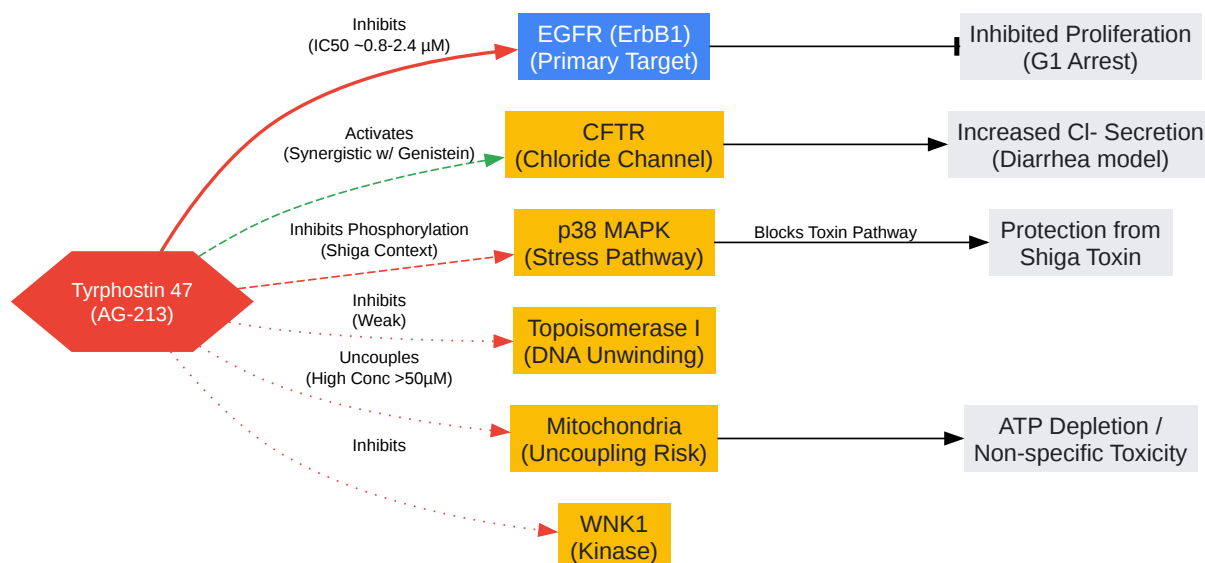 Inhibits
(IC50 ~0.8-2.4 µM)
EGFR (ErbB1)
(Primary Target)
Inhibited Proliferation
(G1 Arrest)
Activates
(Synergistic w/ Genistein)
CFTR
(Chloride Channel)
Increased Cl- Secretion
(Diarrhea model)
Inhibits Phosphorylation
(Shiga Context)
p38 MAPK
(Stress Pathway)
Blocks Toxin Pathway
Protection from
Shiga Toxin
Tyrphostin 47
(AG-213)
Inhibits
(Weak)
Topoisomerase I
(DNA Unwinding)
Uncouples
(High Conc >50µM)
Mitochondria
(Uncoupling Risk)
ATP Depletion /
Non-specific Toxicity
Inhibits
WNK1
(Kinase)